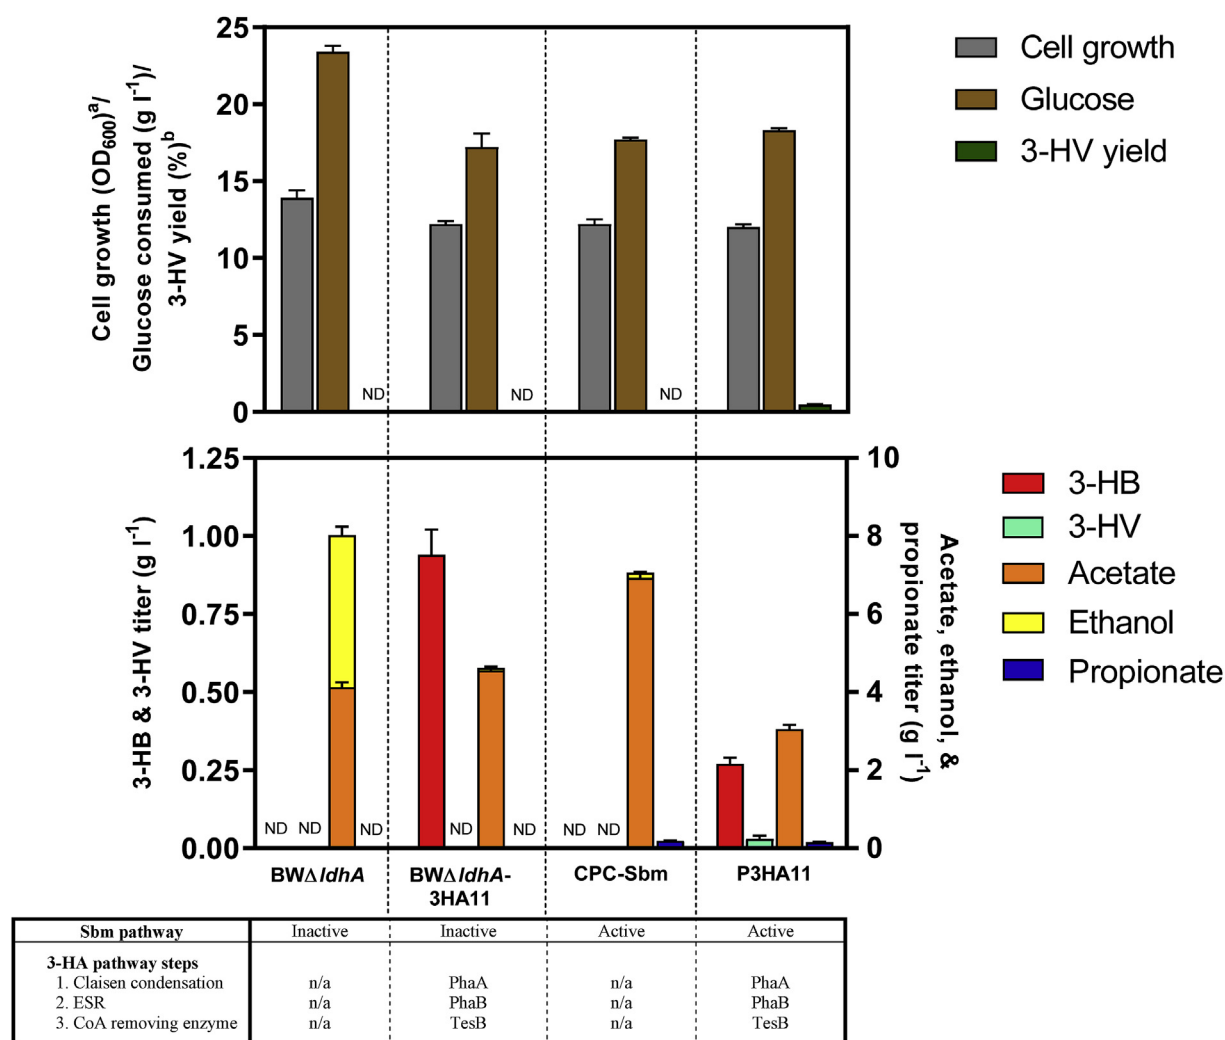 Cell growth (OD600)a/
Glucose consumed (g l-1)/
3-HV yield (%)b
25
20
15
10
5
0
ND
ND
ND
Cell growth
Glucose
3-HV yield
3-HB & 3-HV titer (g l-1)
1.25
1.00
0.75
0.50
0.25
0.00
ND ND ND
ND ND
ND ND
10
8
6
4
2
0
Acetate, ethanol, &
propionate titer (g l-1)
3-HB
3-HV
Acetate
Ethanol
Propionate
BWΔldhA
BWΔldhA-
3HA11
CPC-Sbm
P3HA11
Sbm pathway Inactive Inactive Active Active
3-HA pathway steps
1. Claisen condensation n/a PhaA n/a PhaA
2. ESR n/a PhaB n/a PhaB
3. CoA removing enzyme n/a TesB n/a TesB